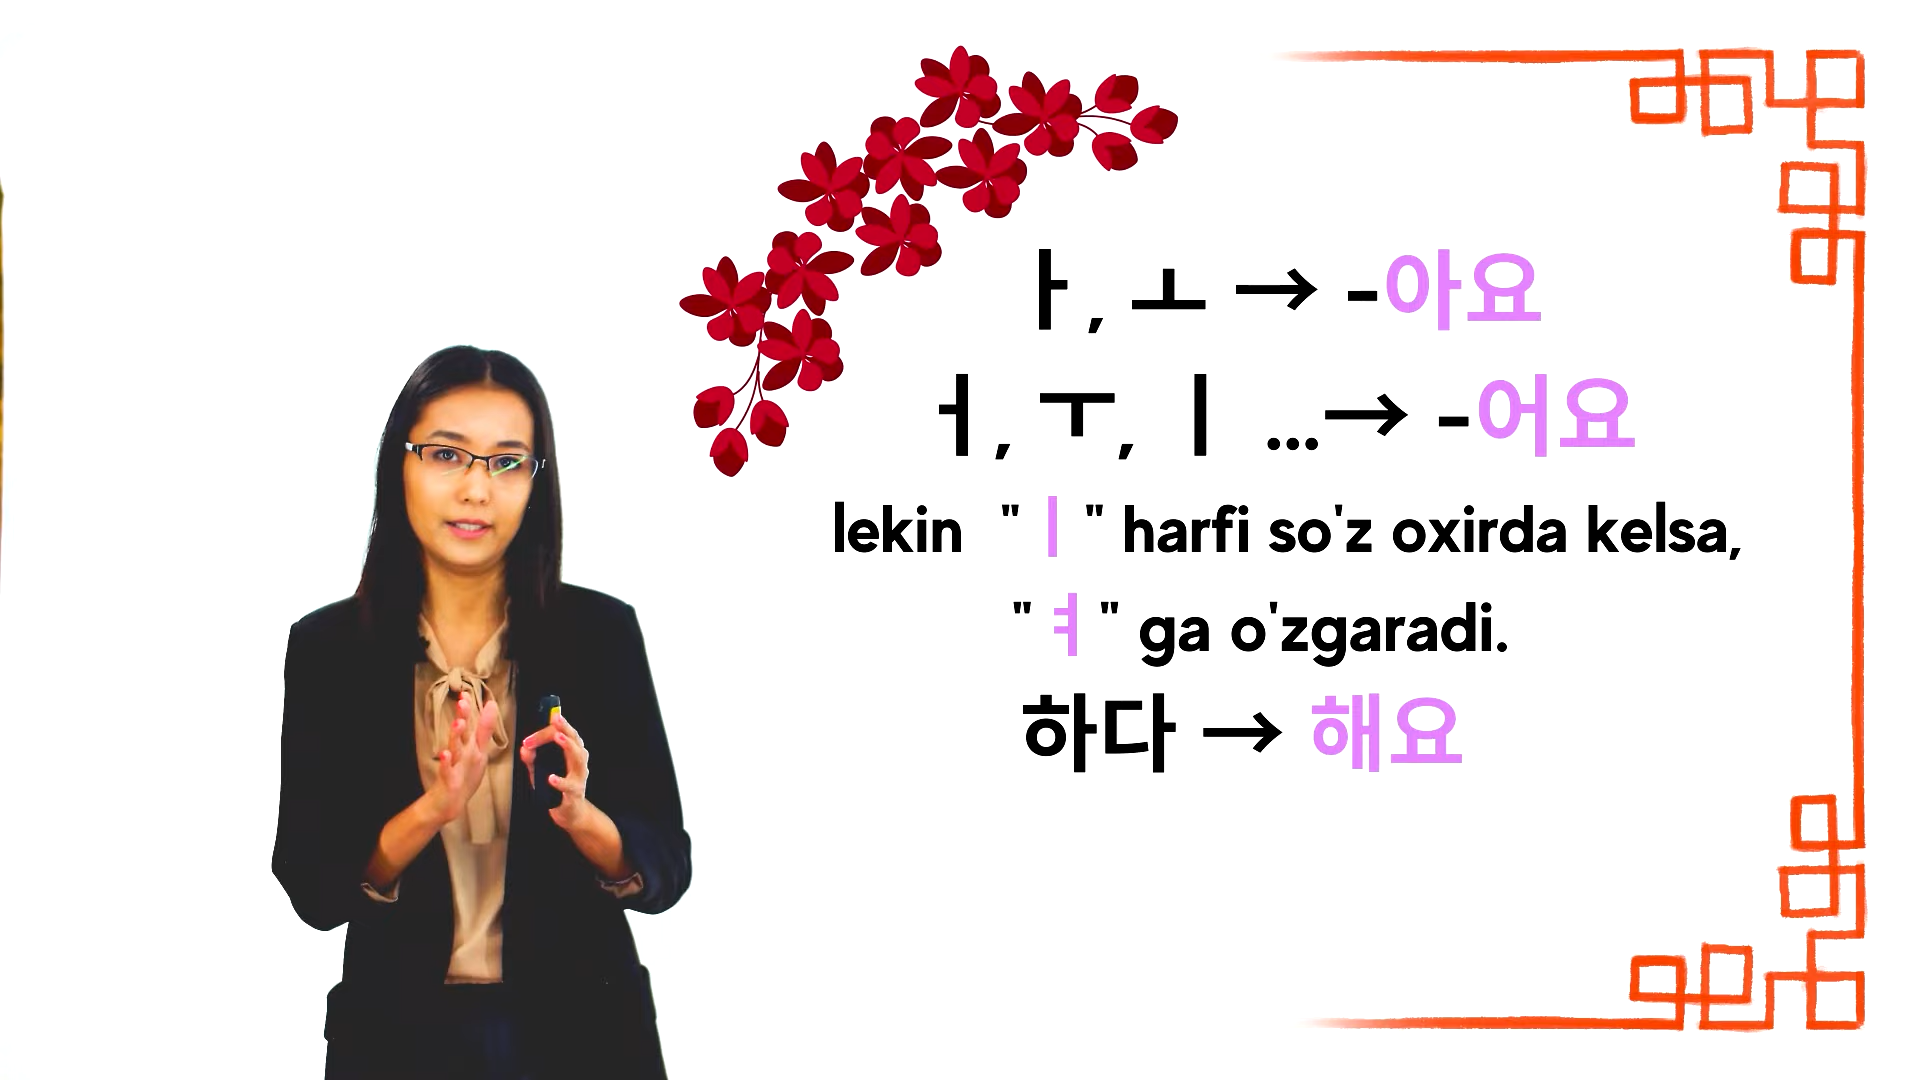 ㅏ, ㅗ → -아요
ㅓ, ㅜ, ㅣ ...→ -어요
lekin "ㅣ" harfi so'z oxirda kelsa,
"ㅕ" ga o'zgaradi.
하다 → 해요